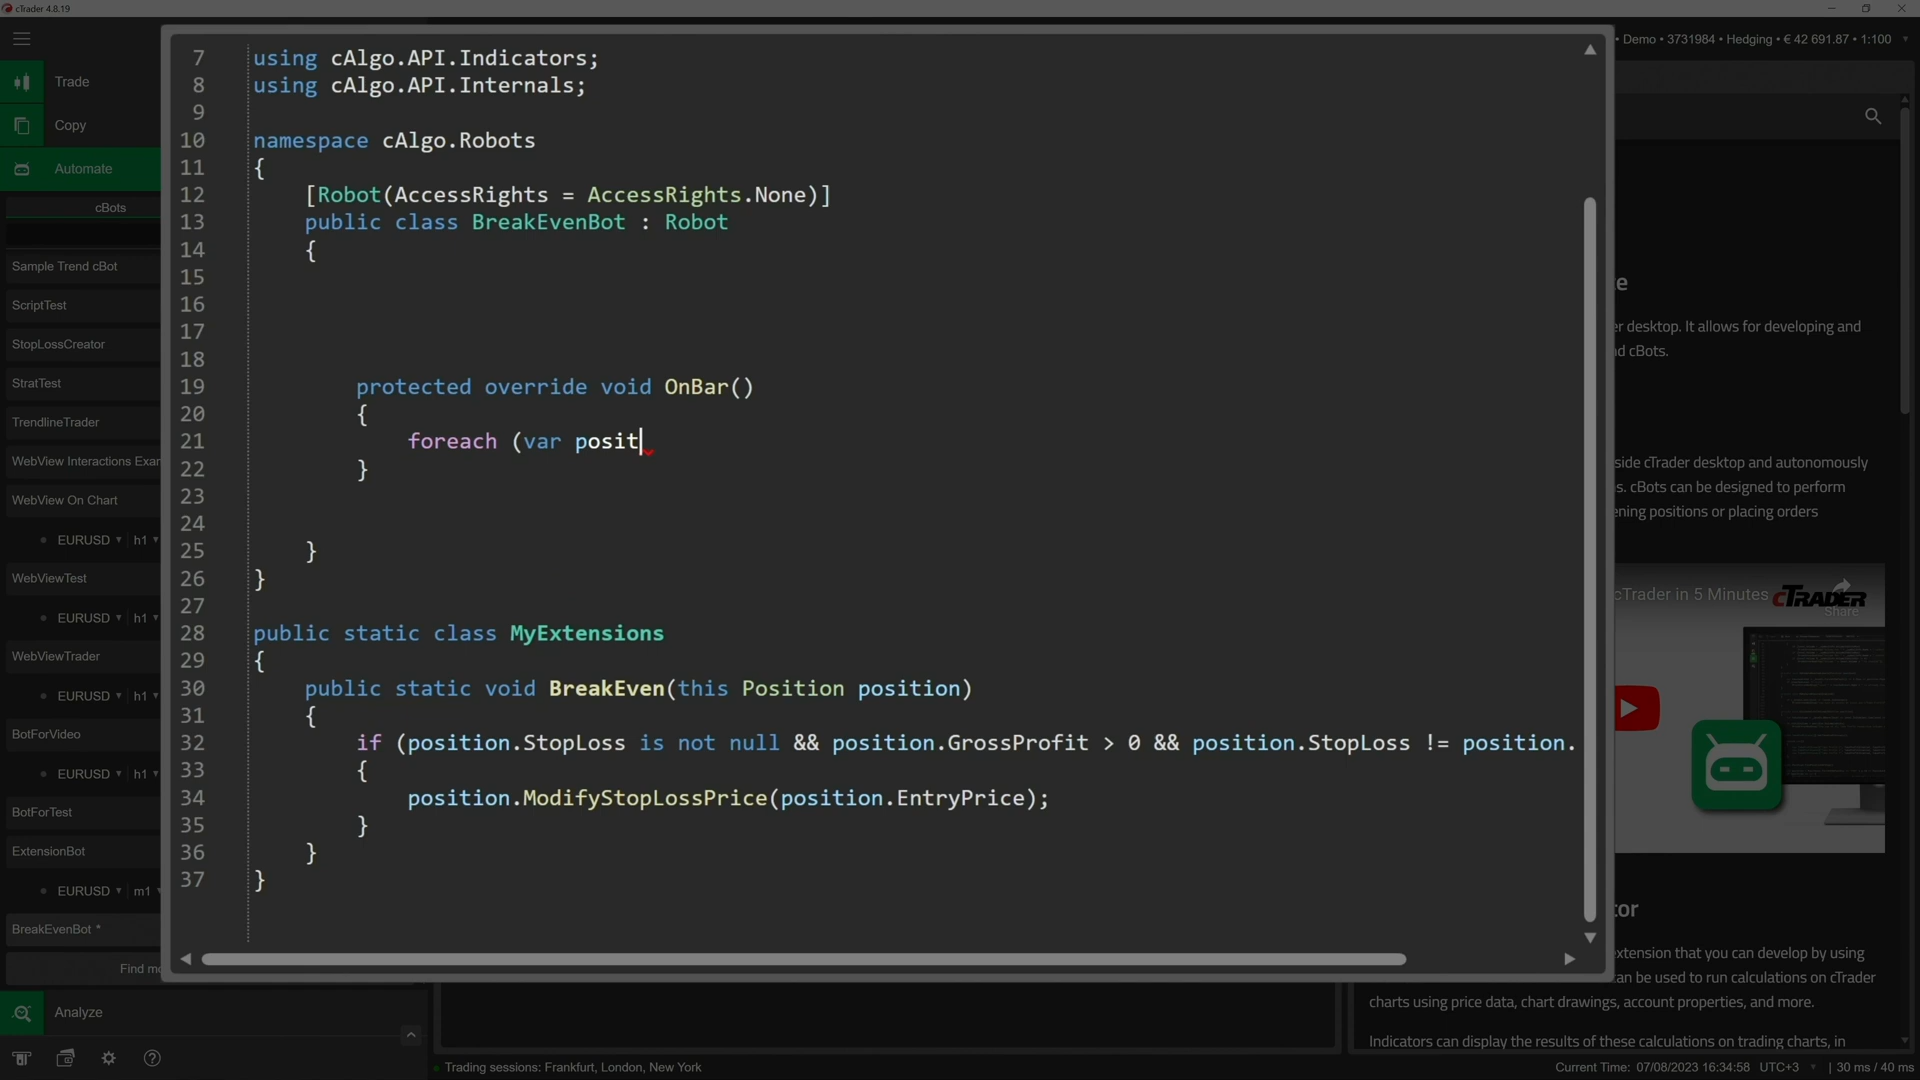 cTrader 4.8.19
Demo • 3731984 • Hedging • € 42 691.87 • 1:100
Trade
Copy
Automate
cBots
Sample Trend cBot
ScriptTest
StopLossCreator
StratTest
TrendlineTrader
WebView Interactions Exar
WebView On Chart
EURUSD h1
WebViewTest
EURUSD h1
WebViewTrader
EURUSD h1
BotForVideo
EURUSD h1
BotForTest
ExtensionBot
EURUSD m1
BreakEvenBot *
Find mo
Analyze
7 using cAlgo.API.Indicators;
8 using cAlgo.API.Internals;
9
10 namespace cAlgo.Robots
11 {
12 [Robot(AccessRights = AccessRights.None)]
13 public class BreakEvenBot : Robot
14 {
15
16
17
18
19 protected override void OnBar()
20 {
21 foreach (var posit
22 }
23
24
25 }
26 }
27
28 public static class MyExtensions
29 {
30 public static void BreakEven(this Position position)
31 {
32 if (position.StopLoss is not null && position.GrossProfit > 0 && position.StopLoss != position.
33 {
34 position.ModifyStopLossPrice(position.EntryPrice);
35 }
36 }
37 }
r desktop. It allows for developing and
d cBots.
side cTrader desktop and autonomously
s. cBots can be designed to perform
ening positions or placing orders
cTrader in 5 Minutes
cTRADER
Share
tor
xtension that you can develop by using
an be used to run calculations on cTrader
charts using price data, chart drawings, account properties, and more.
Indicators can display the results of these calculations on trading charts, in
Trading sessions: Frankfurt, London, New York
Current Time: 07/08/2023 16:34:58 UTC+3 | 30 ms / 40 ms